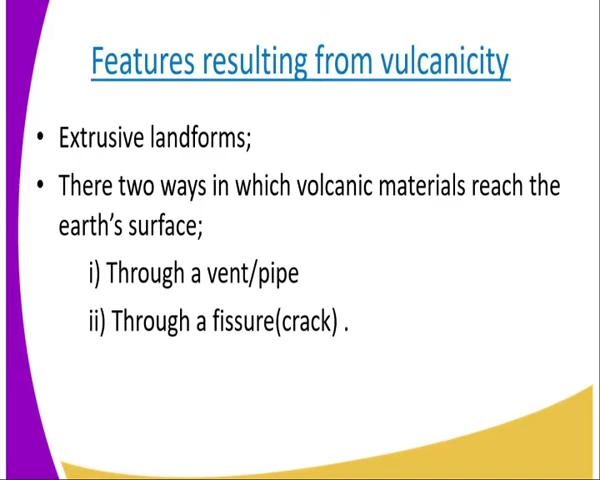 Features resulting from vulcanicity
• Extrusive landforms;
• There two ways in which volcanic materials reach the
earth’s surface;
i) Through a vent/pipe
ii) Through a fissure(crack) .